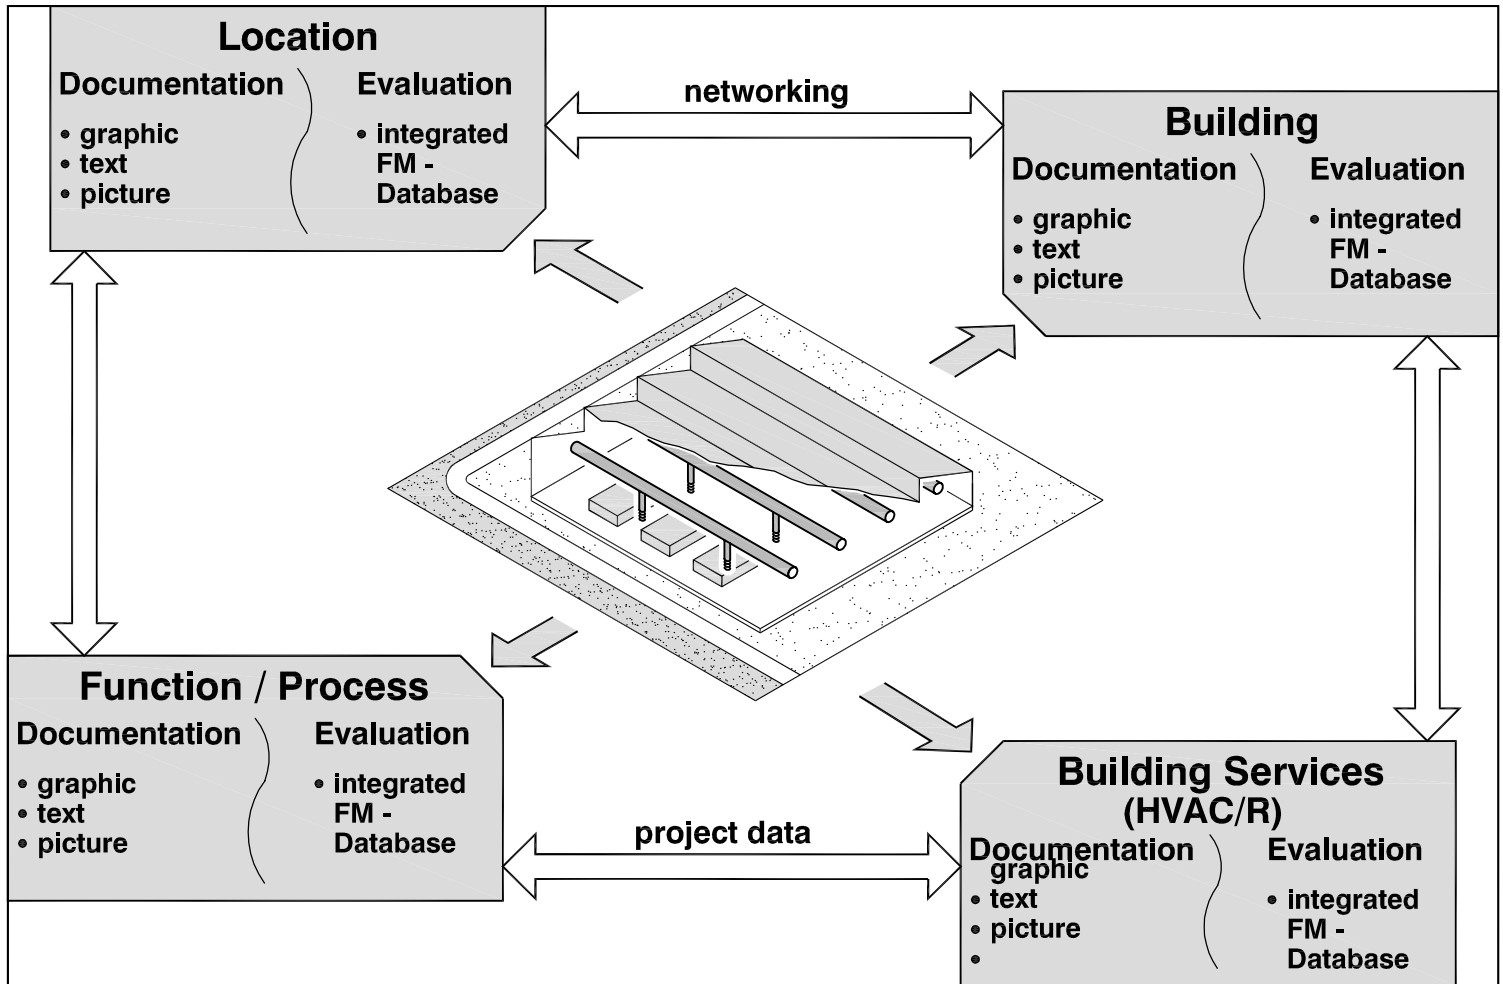 Location
Documentation
Evaluation
• graphic
• text
• picture
• integrated
FM -
Database
networking
Building
Documentation
Evaluation
• graphic
• text
• picture
• integrated
FM -
Database
Function / Process
Documentation
Evaluation
• graphic
• text
• picture
• integrated
FM -
Database
project data
Building Services
(HVAC/R)
Documentation
Evaluation
graphic
• text
• picture
•
• integrated
FM -
Database